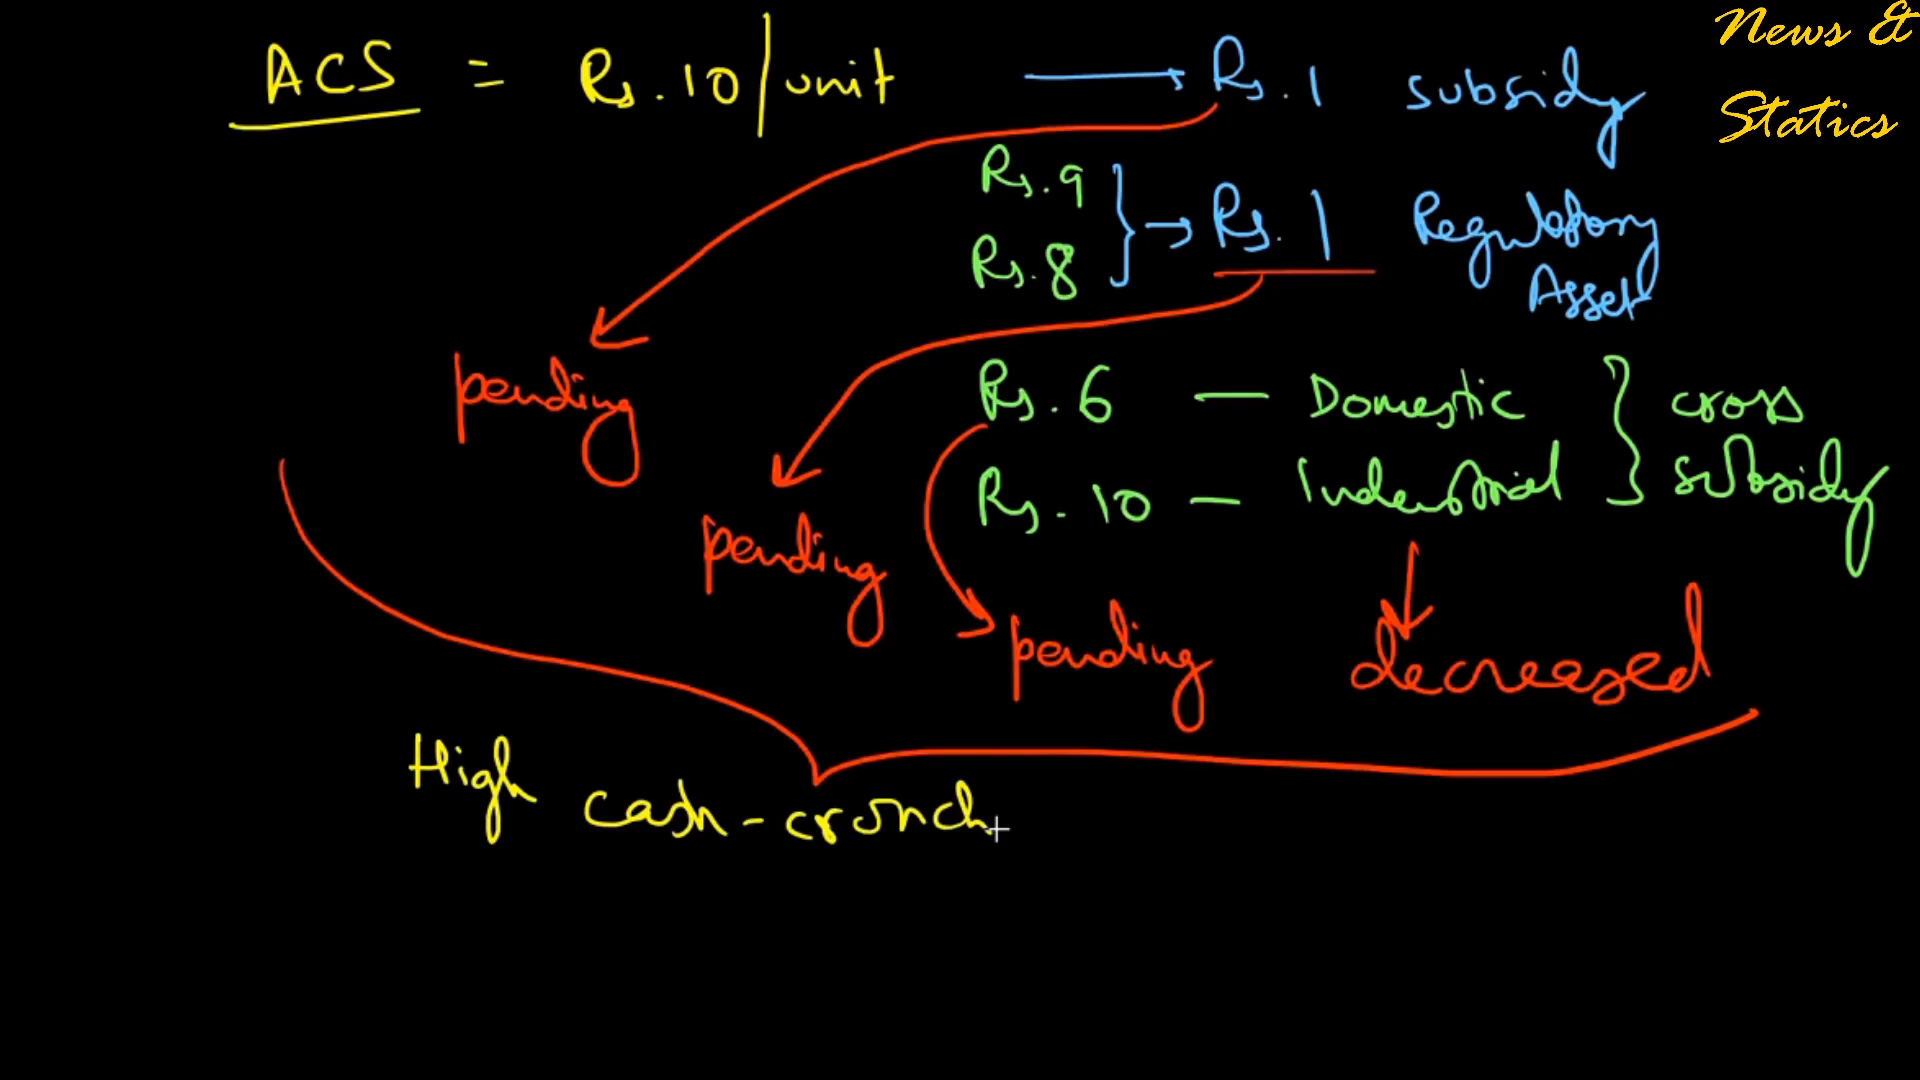 News &
Statics
ACS = Rs. 10/unit → Rs. 1 subsidy
Rs. 9
Rs. 8 } → Rs. 1 Regulatory
Asset
pending
Rs. 6 — Domestic } cross
Rs. 10 — Industrial subsidy
pending
pending decreased
High cash-crunch